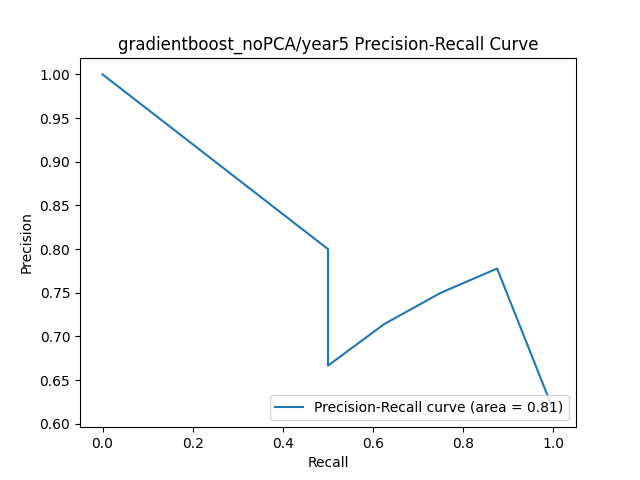 gradientboost_noPCA/year5 Precision-Recall Curve
1.00
0.95
0.90
0.85
0.80
0.75
0.70
0.65
0.60
Precision
Precision-Recall curve (area = 0.81)
0.0 0.2 0.4 0.6 0.8 1.0
Recall